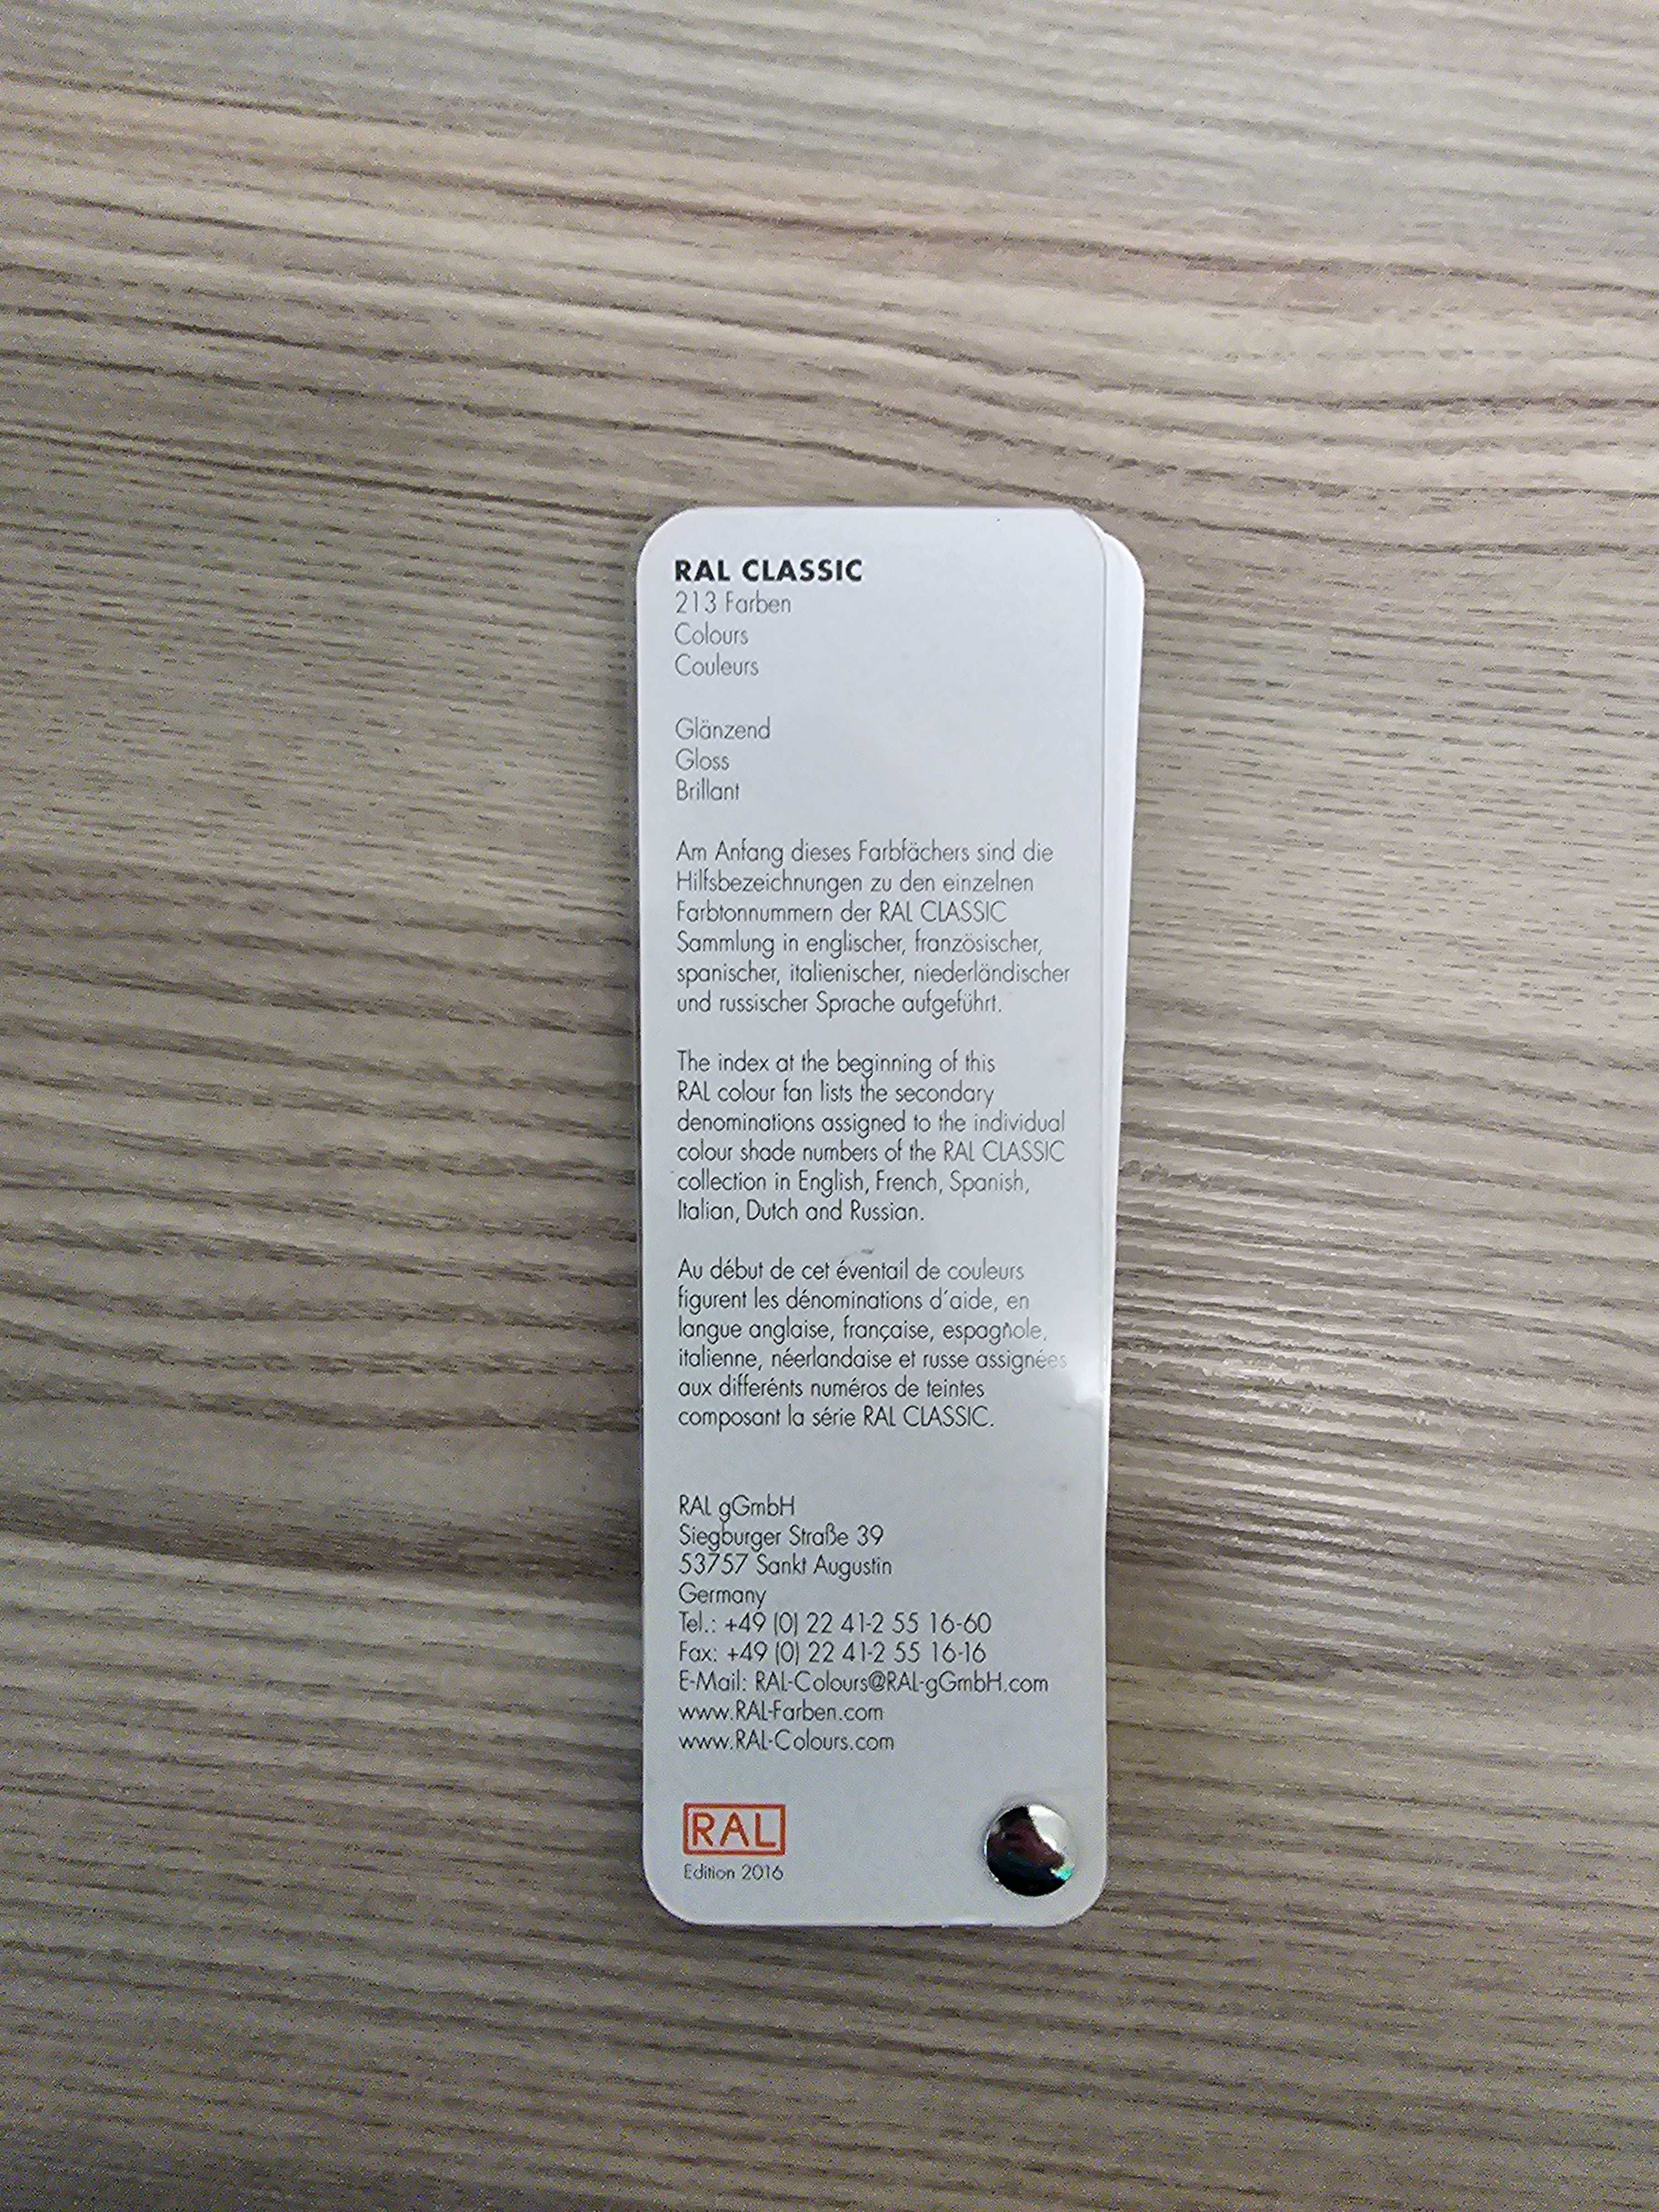 RAL CLASSIC
213 Farben
Colours
Couleurs
Glänzend
Gloss
Brillant
Am Anfang dieses Farbfächers sind die
Hilfsbezeichnungen zu den einzelnen
Farbtonnummern der RAL CLASSIC
Sammlung in englischer, französischer,
spanischer, italienischer, niederländischer
und russischer Sprache aufgeführt.
The index at the beginning of this
RAL colour fan lists the secondary
denominations assigned to the individual
colour shade numbers of the RAL CLASSIC
collection in English, French, Spanish,
Italian, Dutch and Russian.
Au début de cet éventail de couleurs
figurent les dénominations d´aide, en
langue anglaise, française, espagnole,
italienne, néerlandaise et russe assignées
aux differénts numéros de teintes
composant la série RAL CLASSIC.
RAL gGmbH
Siegburger Straße 39
53757 Sankt Augustin
Germany
Tel.: +49 (0) 22 41-2 55 16-60
Fax: +49 (0) 22 41-2 55 16-16
E-Mail: RAL-Colours@RAL-gGmbH.com
www.RAL-Farben.com
www.RAL-Colours.com
RAL
Edition 2016